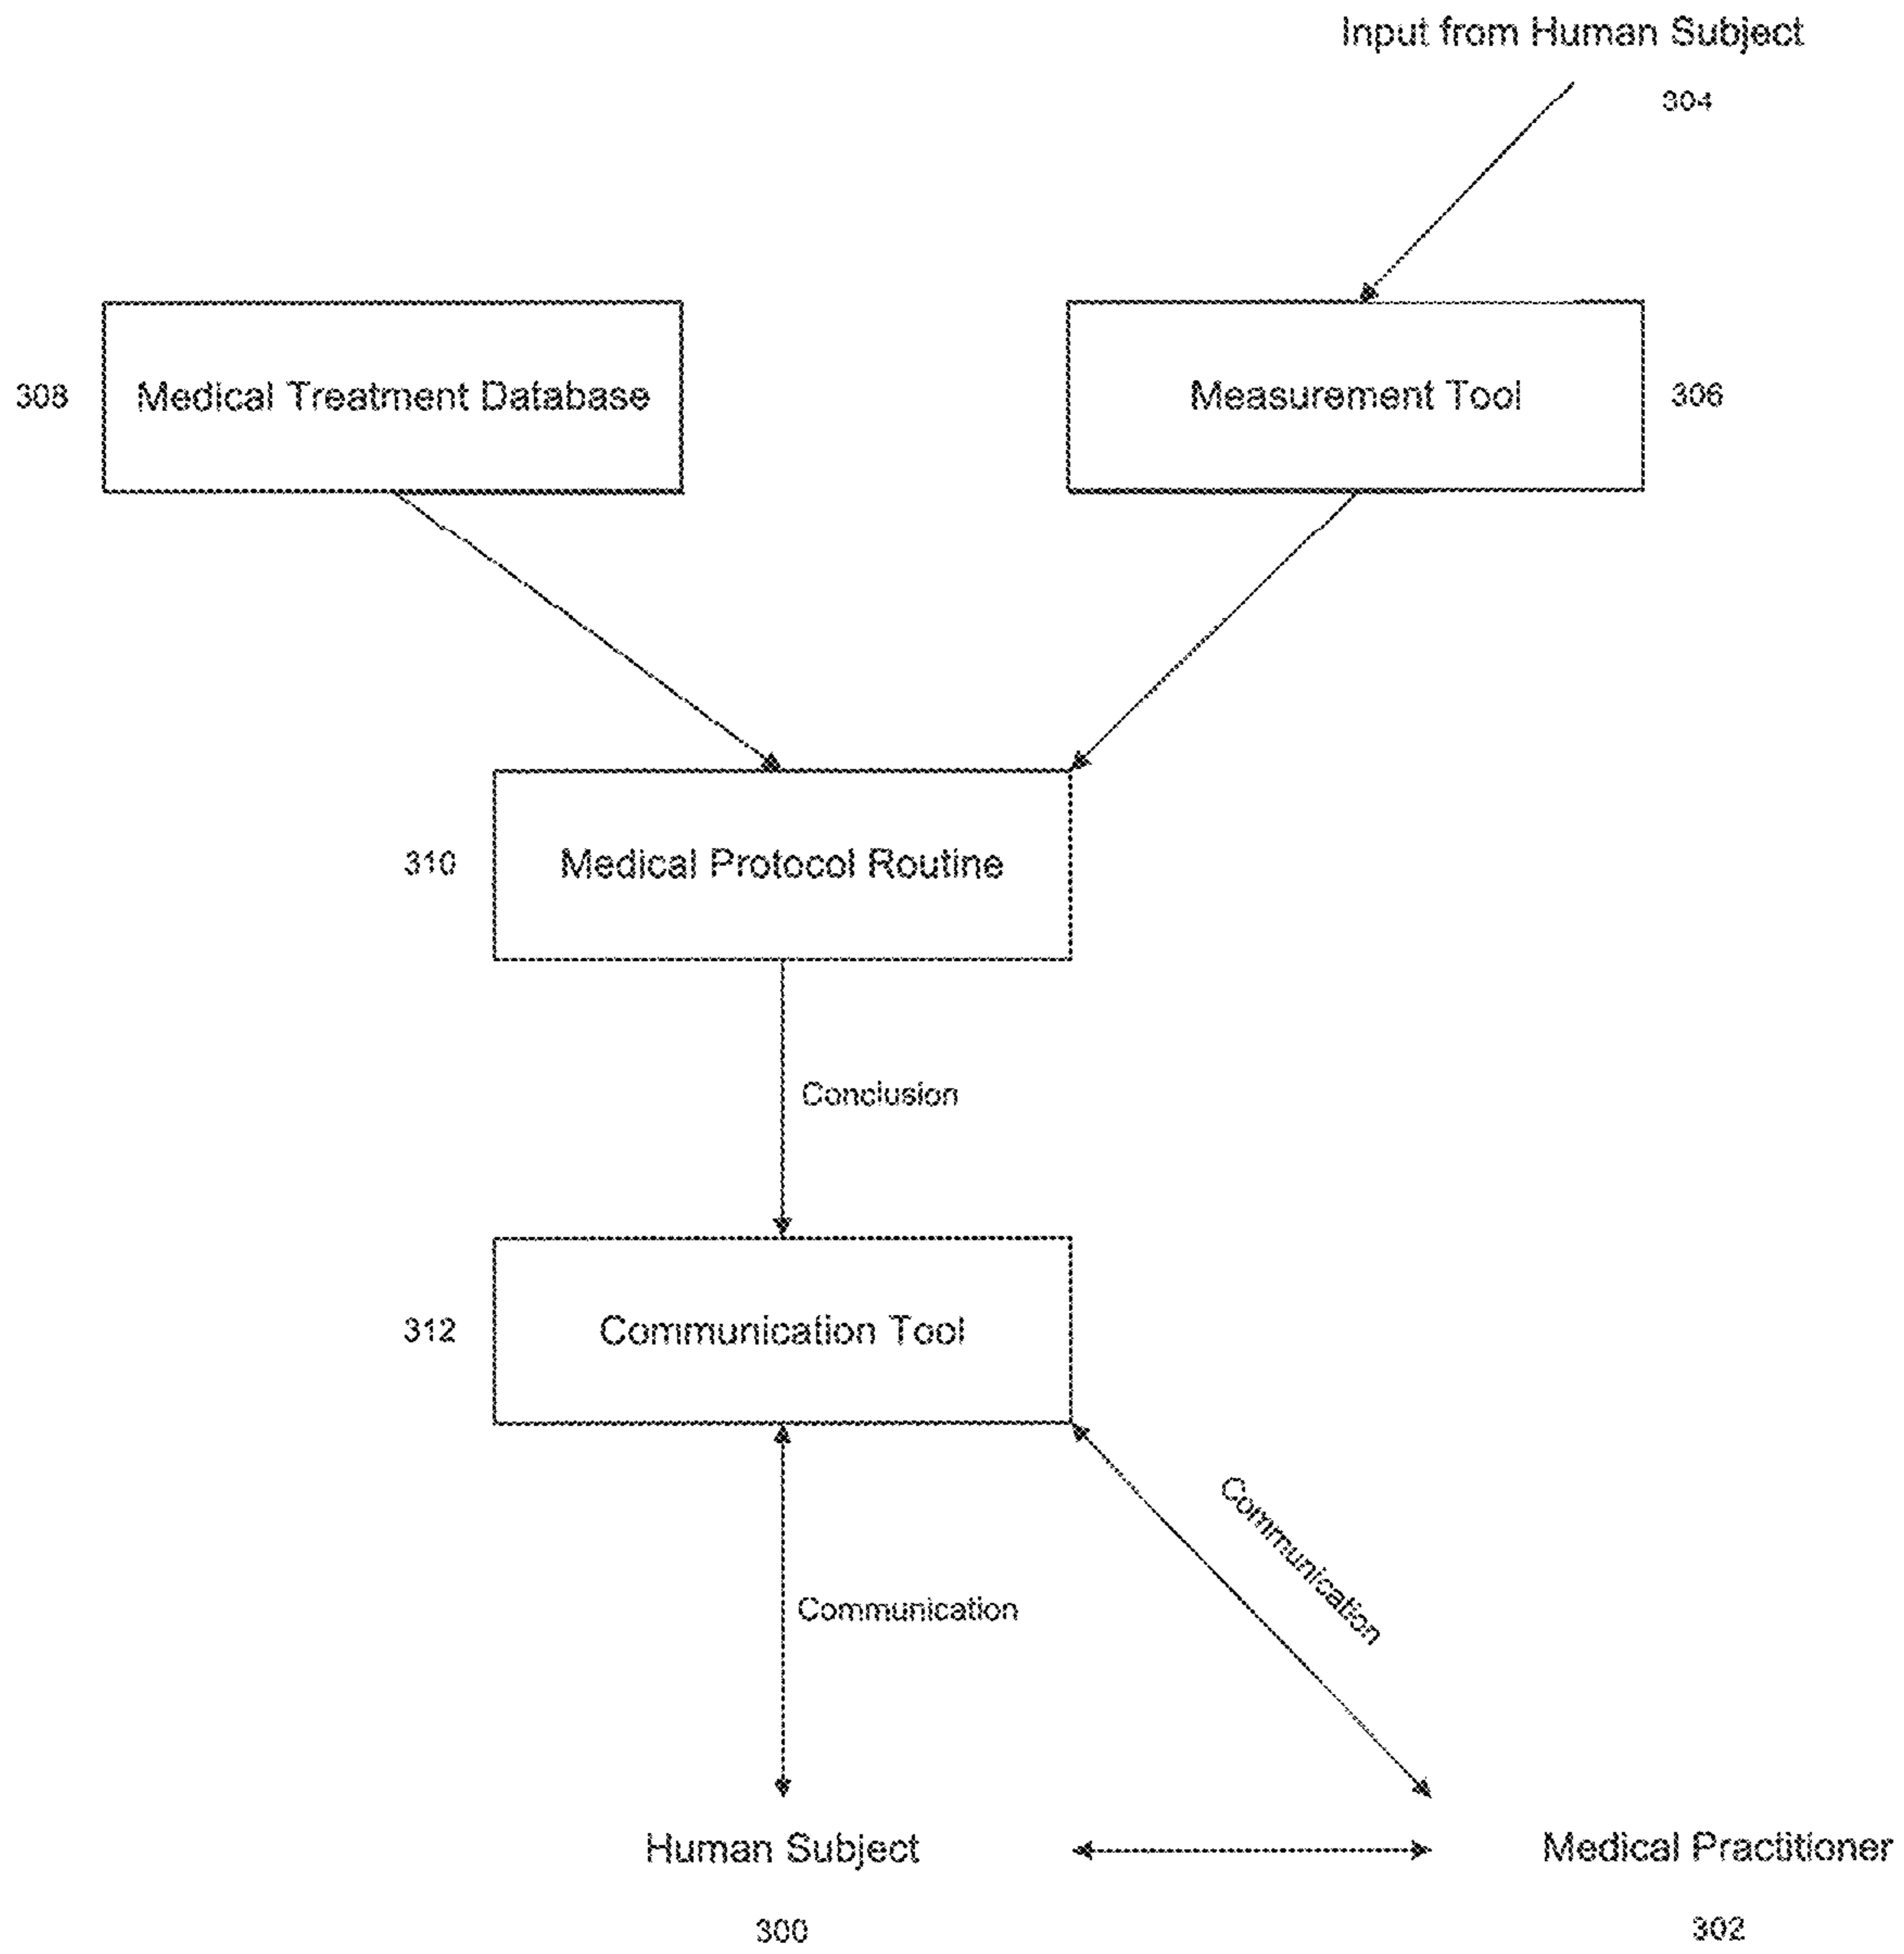 Input from Human Subject
304
308
Medical Treatment Database
Measurement Tool
306
310
Medical Protocol Routine
Conclusion
312
Communication Tool
Communication
Communication
Human Subject
Medical Practitioner
300
302